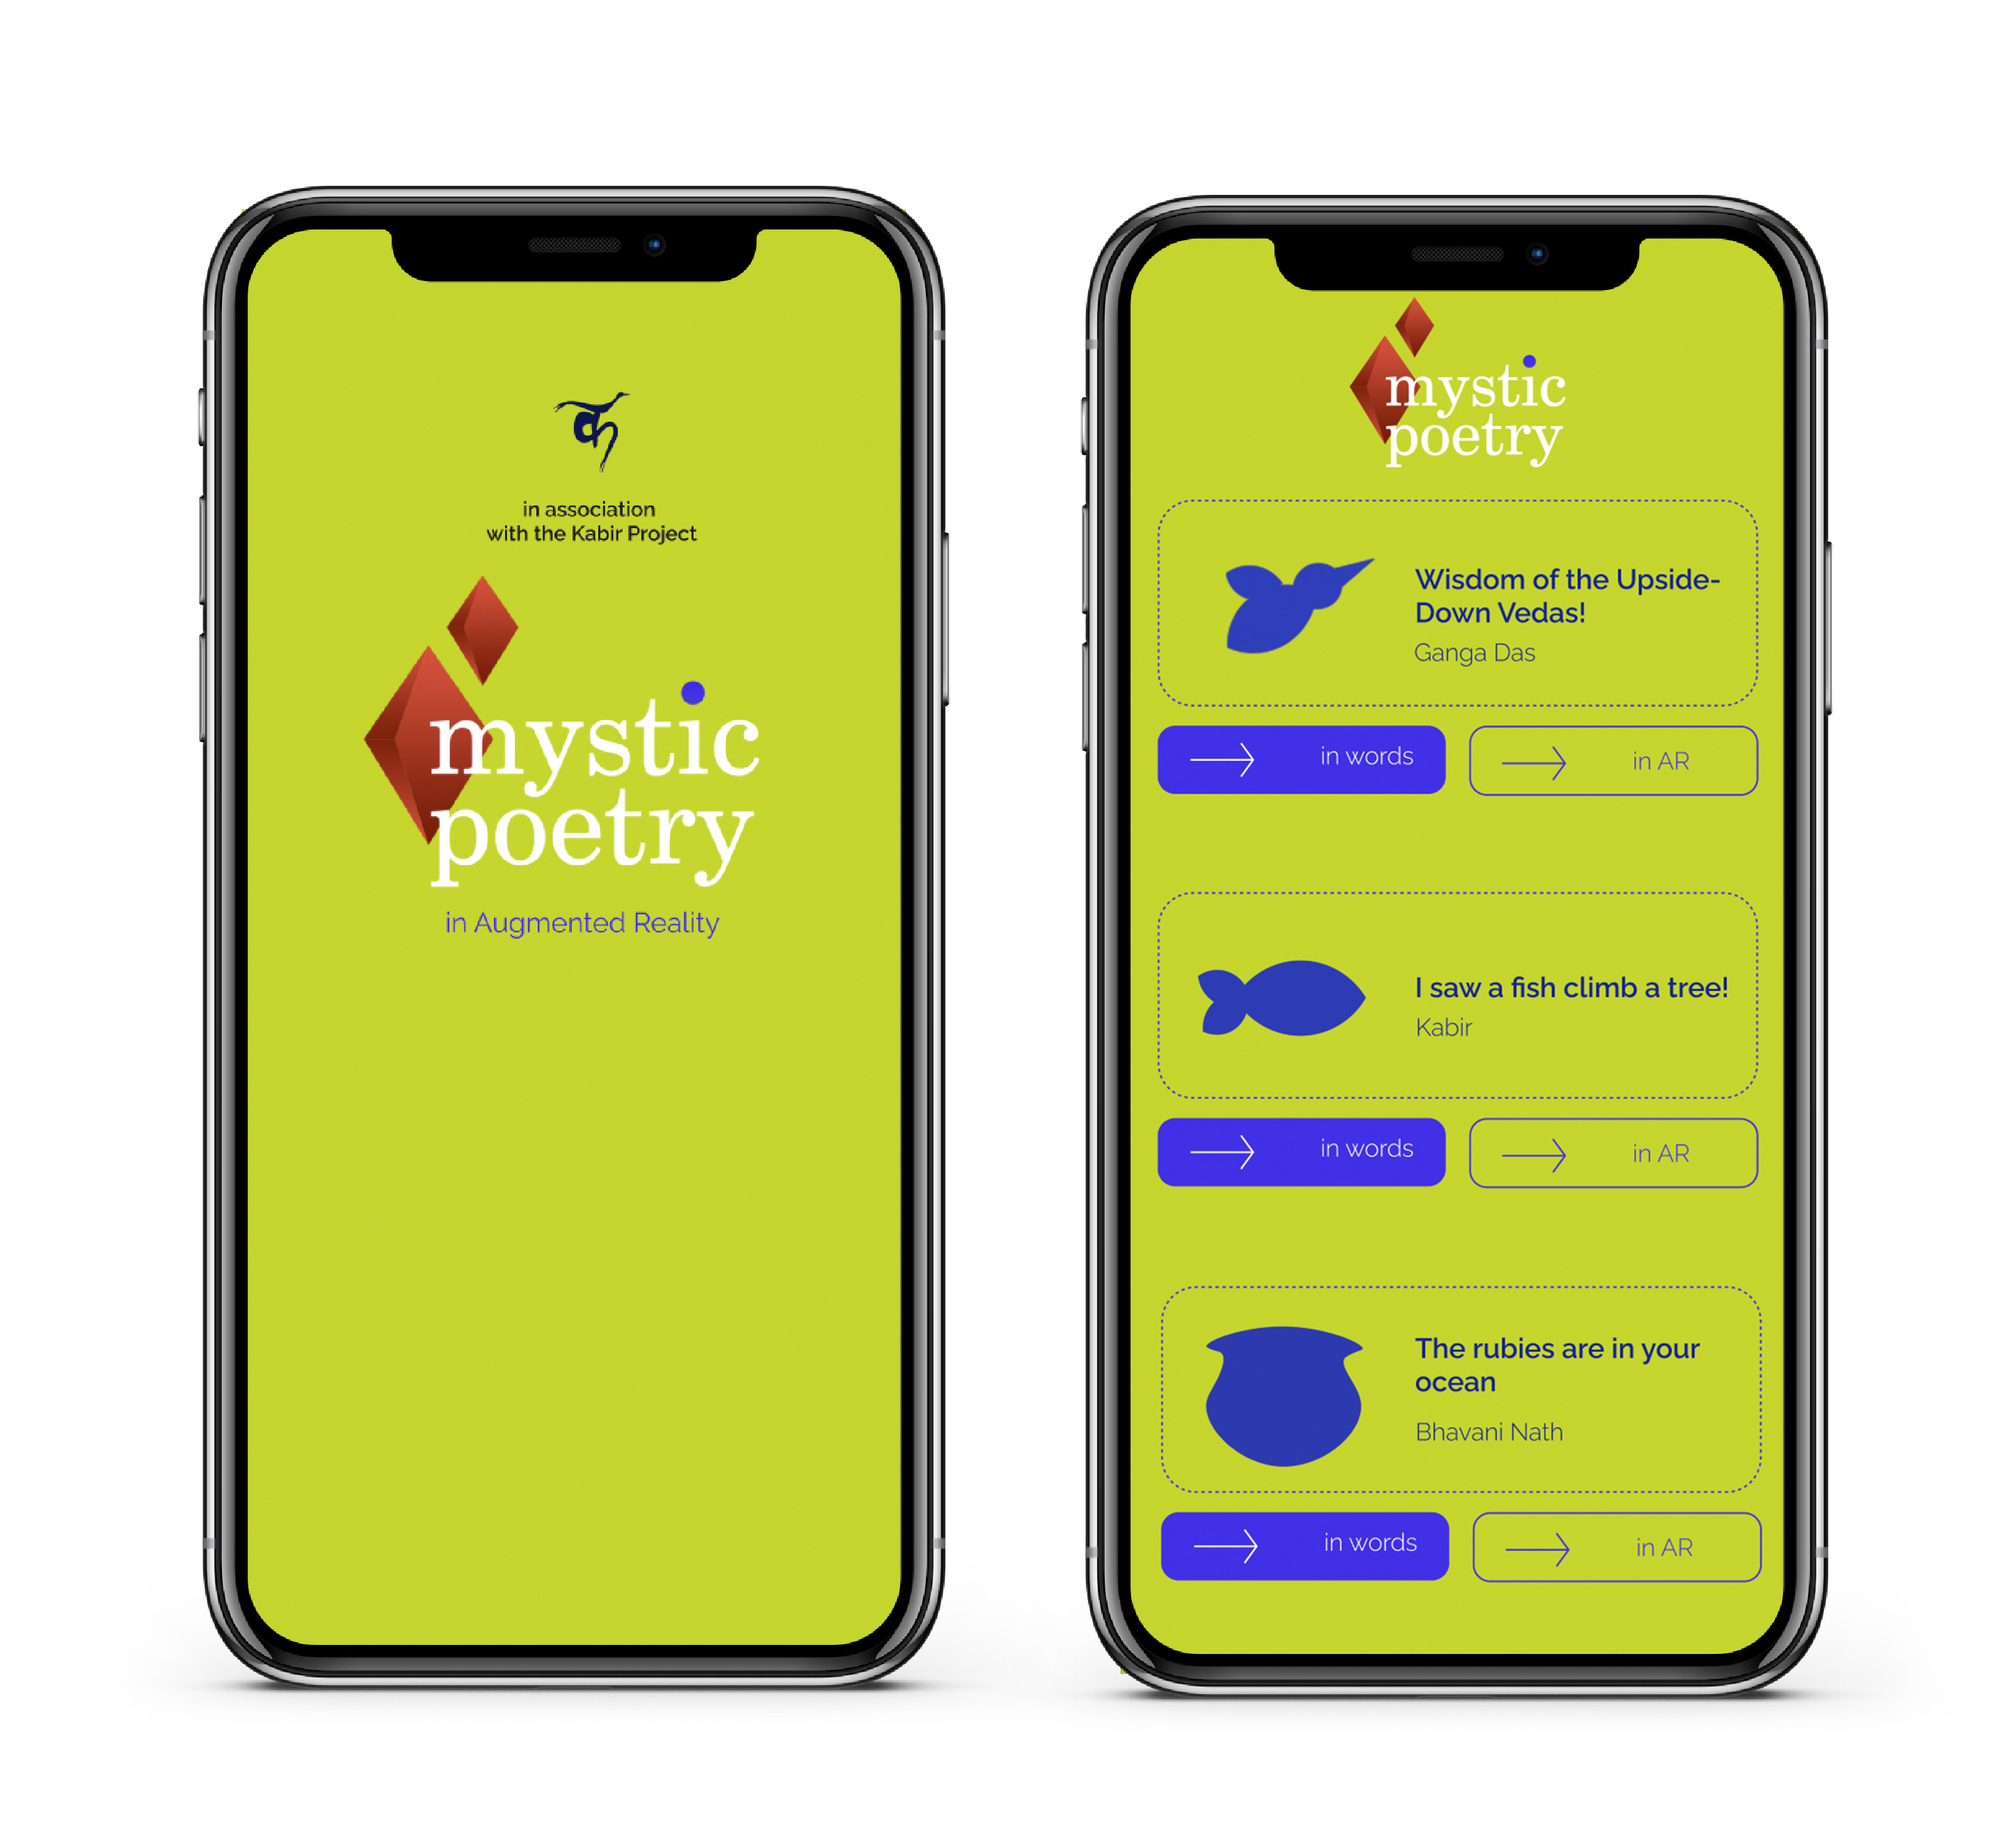 क
in association
with the Kabir Project
mystic
poetry
in Augmented Reality
mystic
poetry
Wisdom of the Upside-
Down Vedas!
Ganga Das
in words
in AR
I saw a fish climb a tree!
Kabir
in words
in AR
The rubies are in your
ocean
Bhavani Nath
in words
in AR